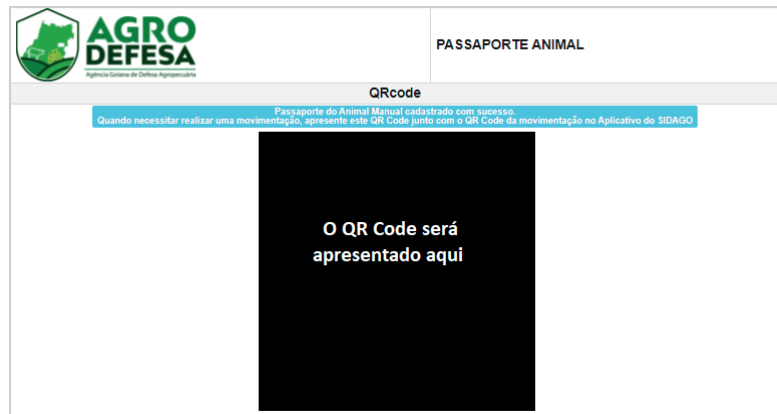 AGRO
DEFESA
Agência Goiana de Defesa Agropecuária
PASSAPORTE ANIMAL
QRcode
Passaporte do Animal Manual cadastrado com sucesso.
Quando necessitar realizar uma movimentação, apresente este QR Code junto com o QR Code da movimentação no Aplicativo do SIDAGO
O QR Code será
apresentado aqui